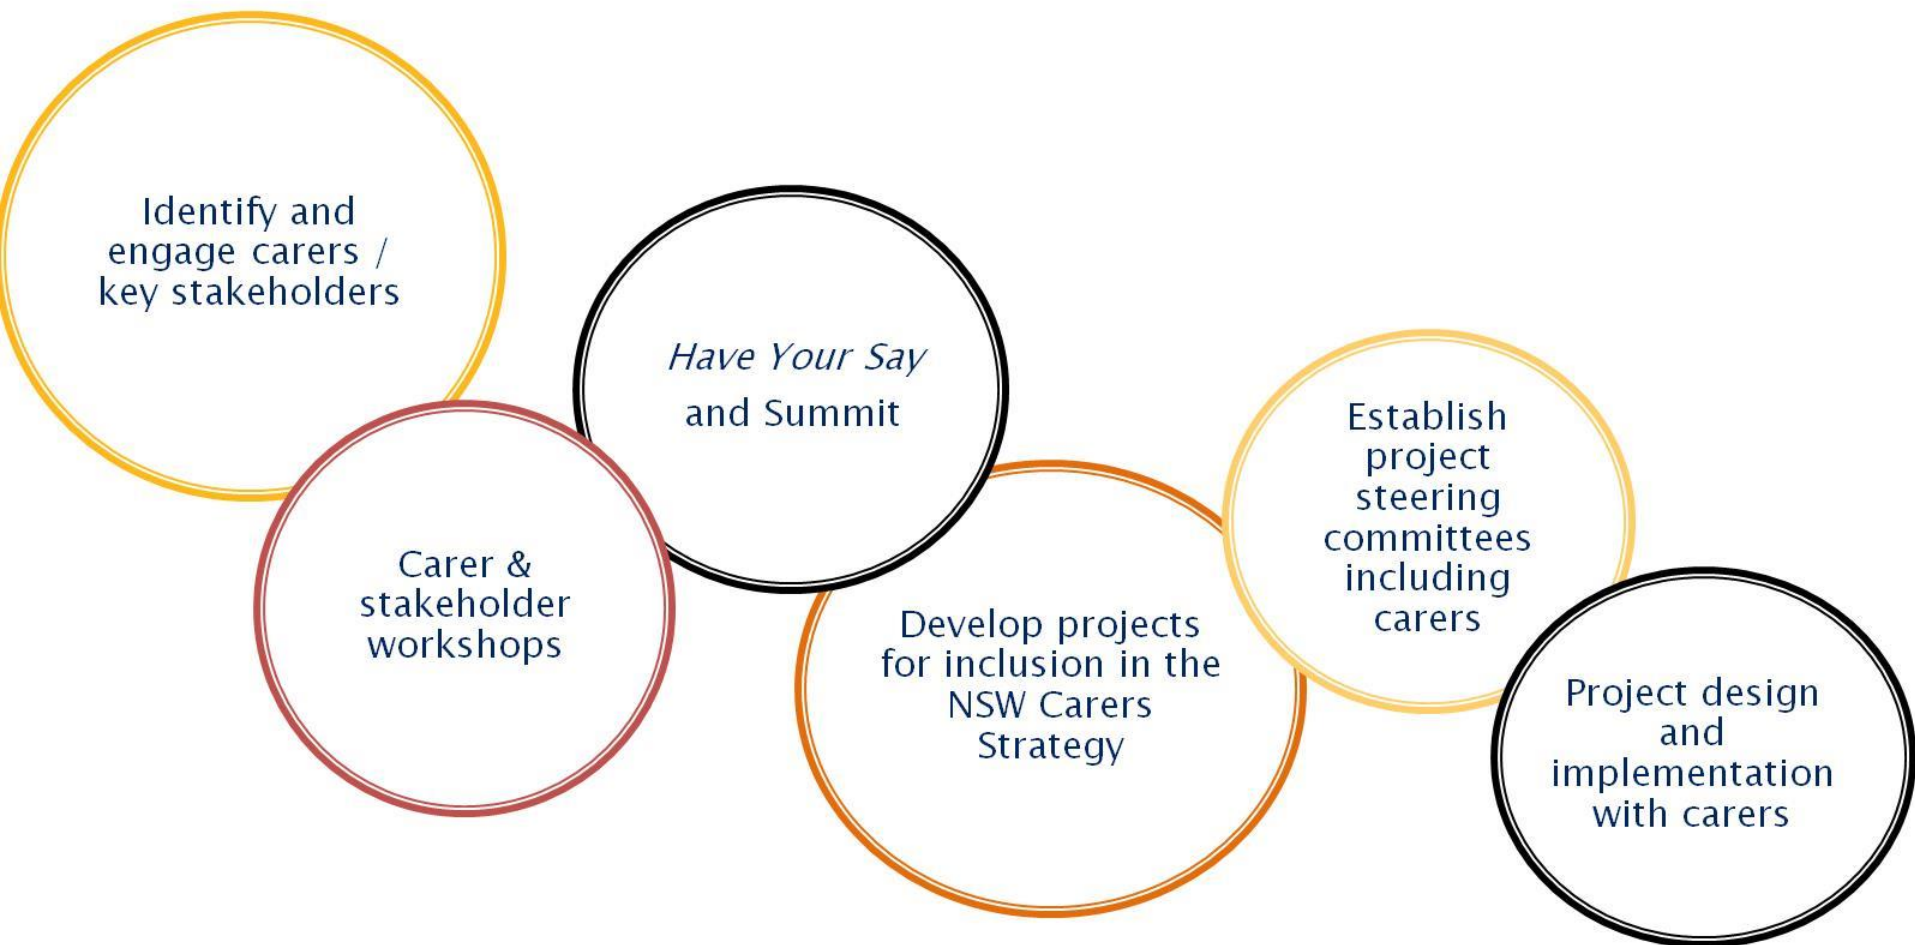 Identify and
engage carers /
key stakeholders
Carer &
stakeholder
workshops
Have Your Say
and Summit
Develop projects
for inclusion in the
NSW Carers
Strategy
Establish
project
steering
committees
including
carers
Project design
and
implementation
with carers